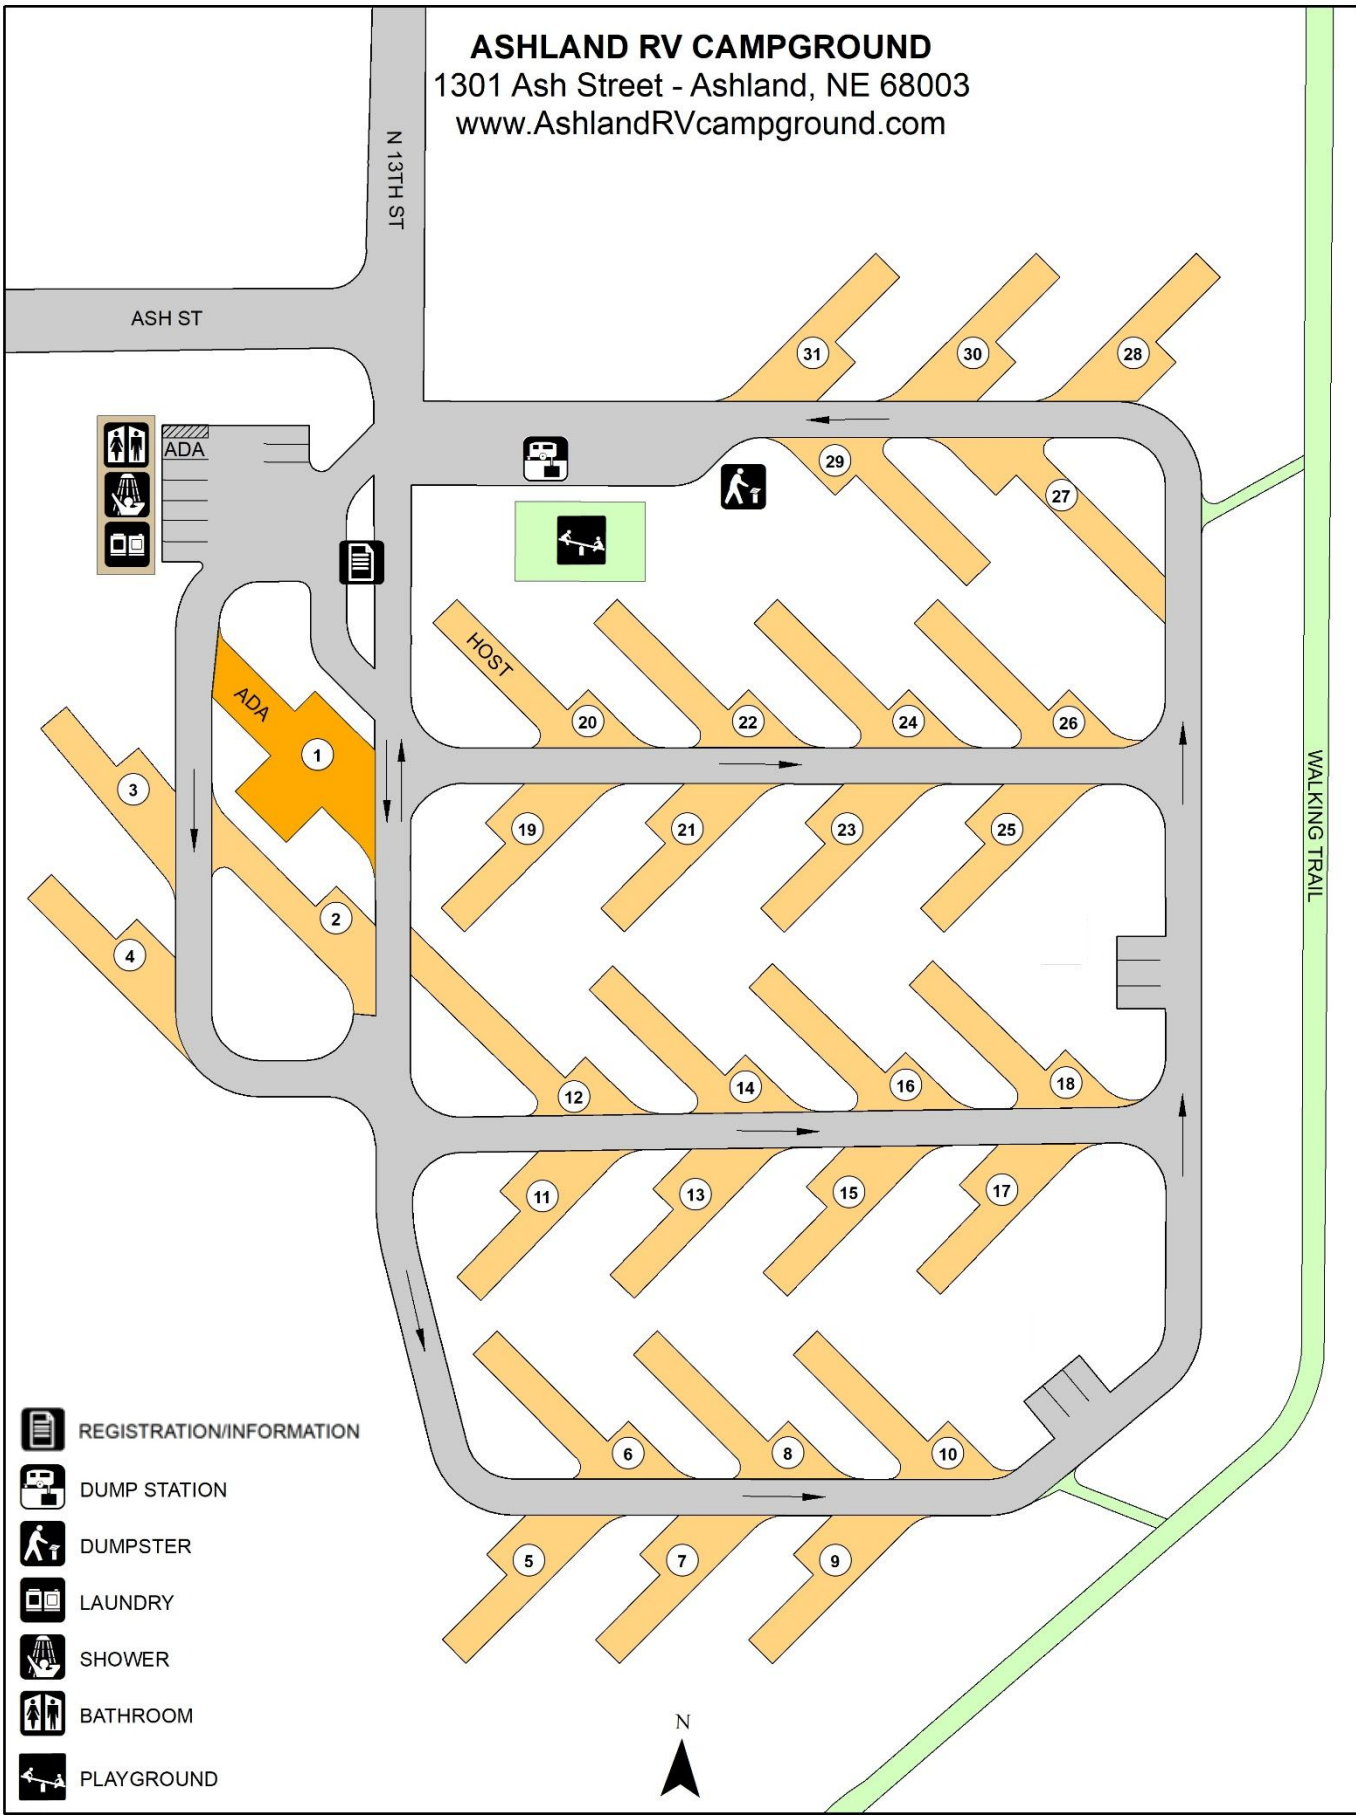 ASHLAND RV CAMPGROUND
1301 Ash Street - Ashland, NE 68003
www.AshlandRVcampground.com
N 13TH ST
ASH ST
31
30
28
ADA
29
27
HOST
20
22
24
26
ADA
1
3
19
21
23
25
WALKING TRAIL
2
4
12
14
16
18
11
13
15
17
6
8
10
5
7
9
REGISTRATION/INFORMATION
DUMP STATION
DUMPSTER
LAUNDRY
SHOWER
BATHROOM
PLAYGROUND
N